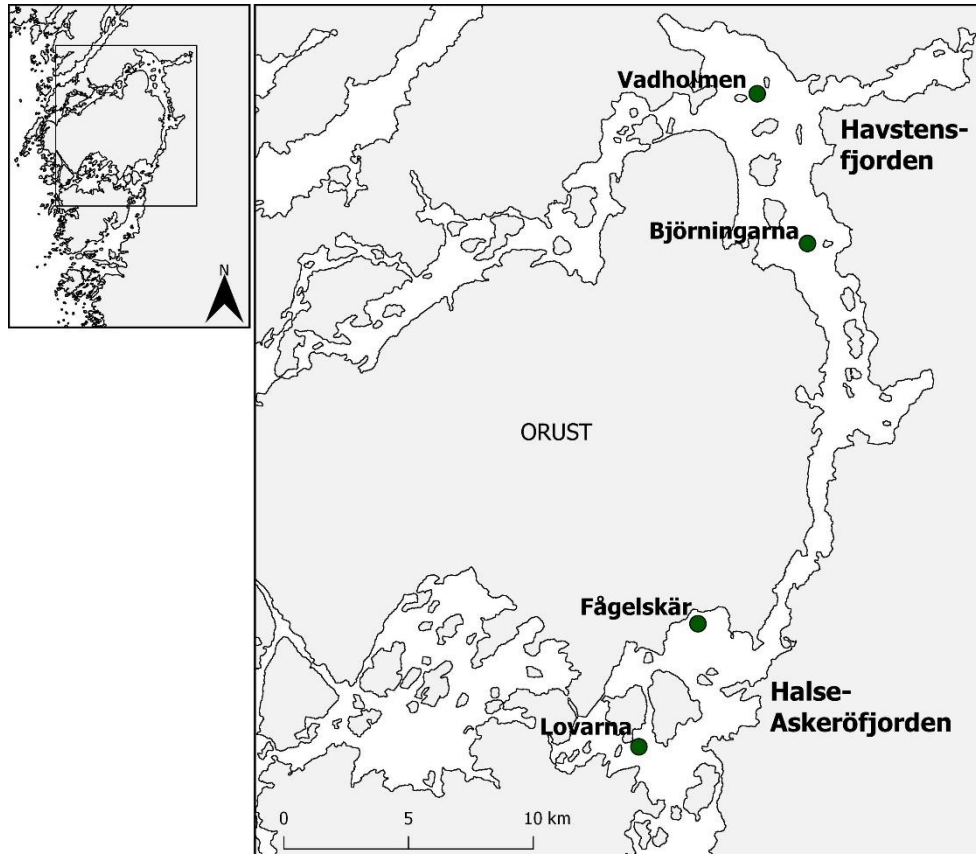 N
Vadholmen
Havstens-
fjorden
Björningarna
ORUST
Fågelskär
Halse-
Askeröfjorden
Lovarna
0 5 10 km